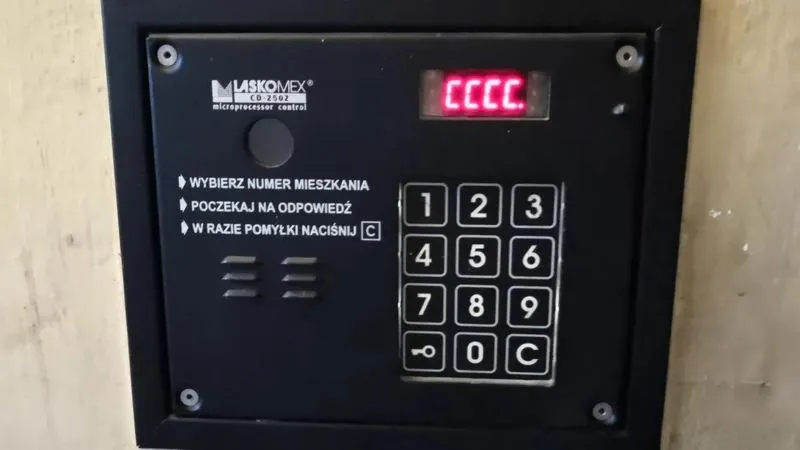 LASKOMEX®
CD-2502
microprocessor control
CCCC.
WYBIERZ NUMER MIESZKANIA
POCZEKAJ NA ODPOWIEDŹ
W RAZIE POMYŁKI NACIŚNIJ C
1 2 3
4 5 6
7 8 9
0 C